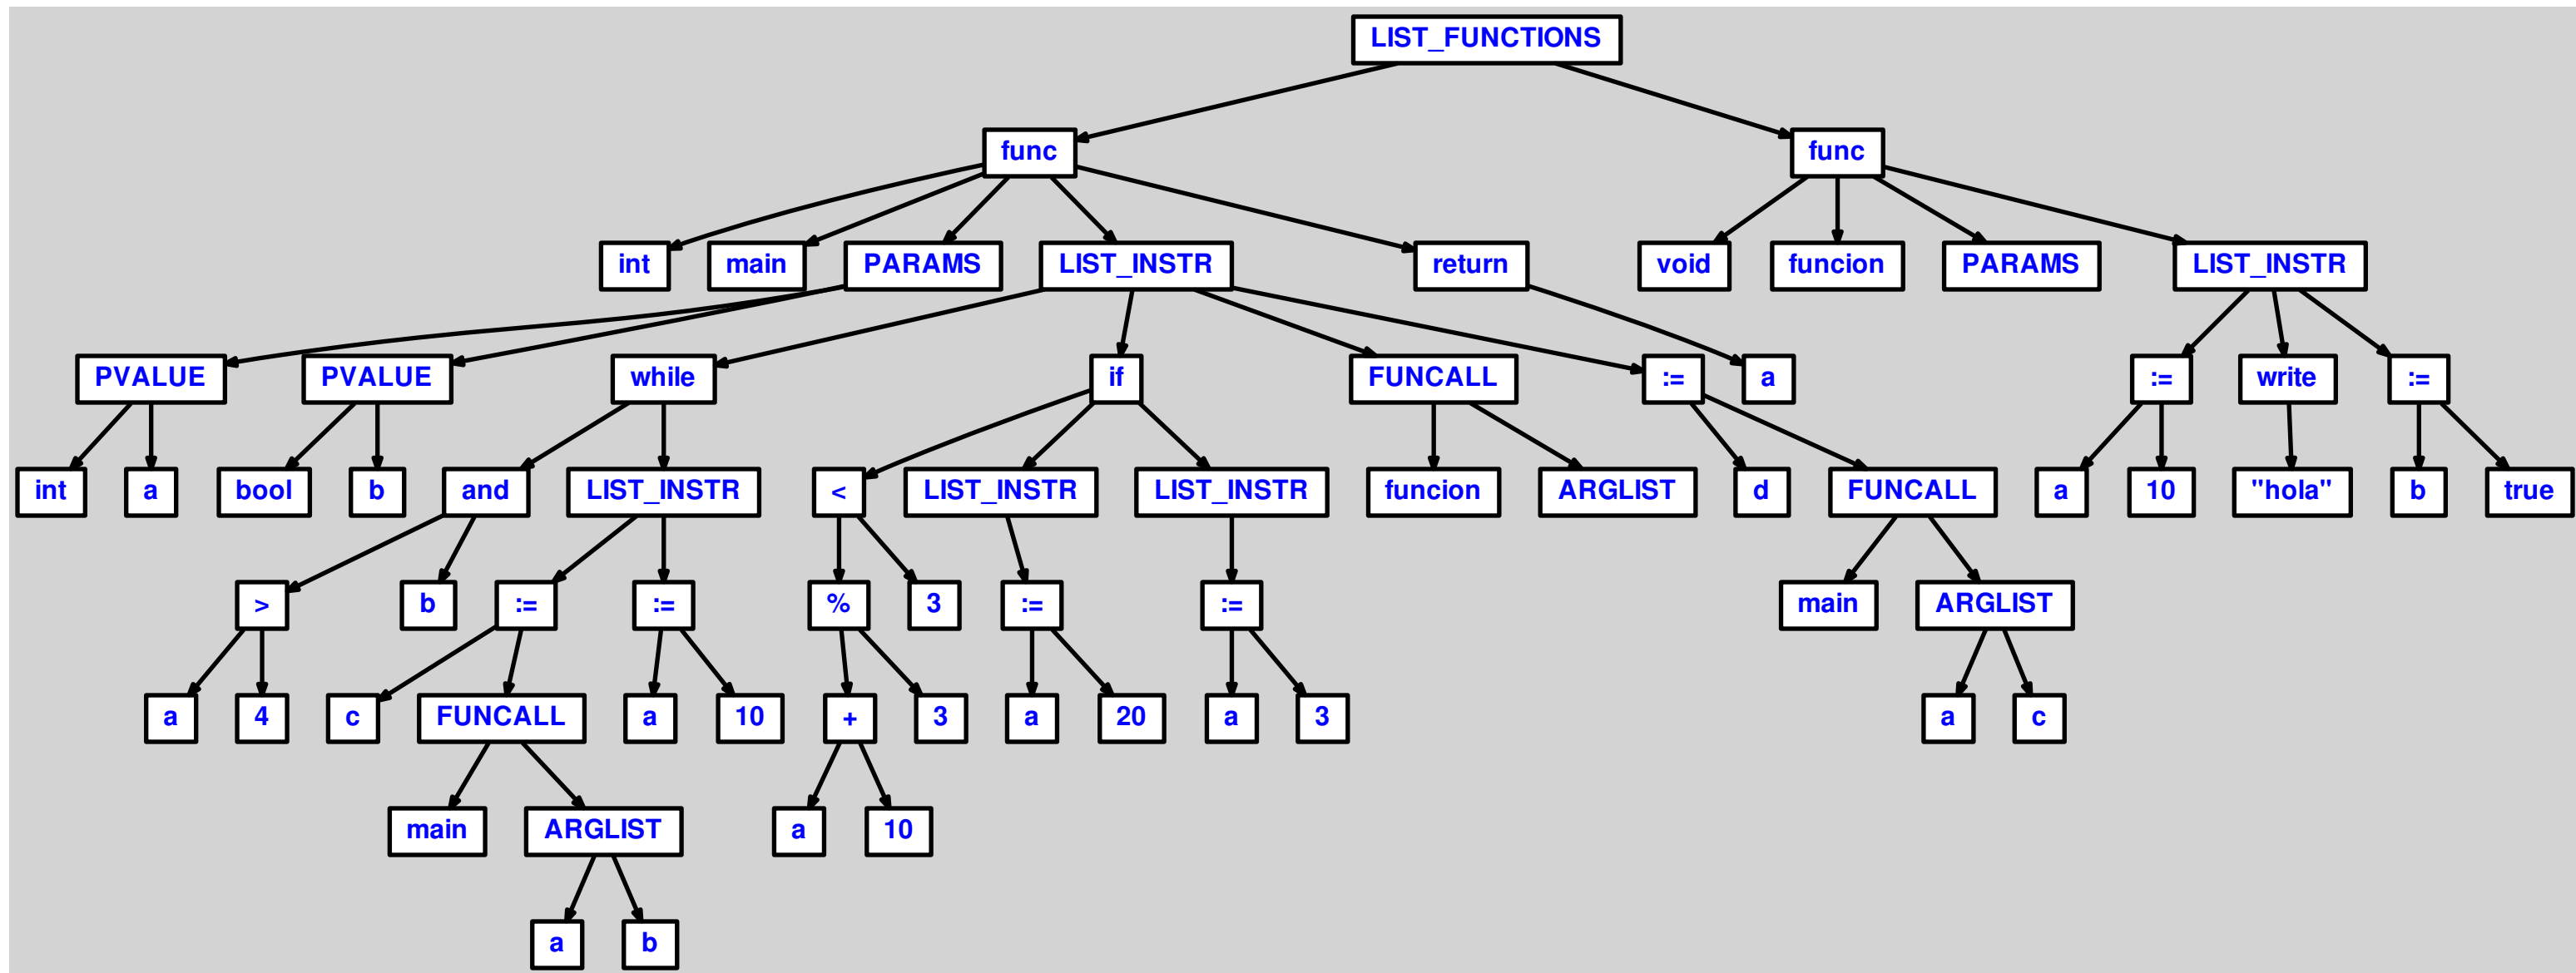 LIST_FUNCTIONS
func func
int main PARAMS LIST_INSTR return void funcion PARAMS LIST_INSTR
PVALUE PVALUE while if FUNCALL := a := write :=
int a bool b and LIST_INSTR < LIST_INSTR LIST_INSTR funcion ARGLIST d FUNCALL a 10 "hola" b true
> b := := % 3 := := main ARGLIST
a 4 c FUNCALL a 10 + 3 a 20 a 3 a c
main ARGLIST a 10
a b